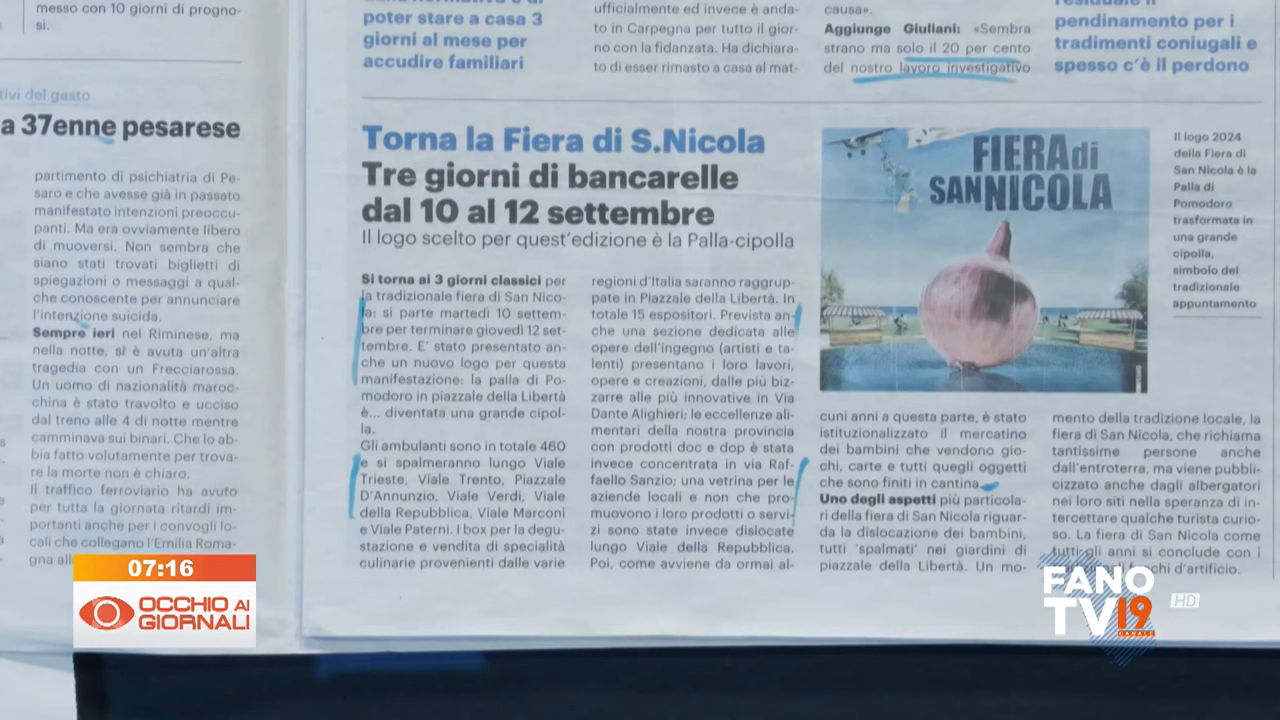 messo con 10 giorni di progno-
si.
tivi del gesto
a 37enne pesarese
partimento di psichiatria di Pe-
saro e che avesse già in passato
manifestato intenzioni preoccu-
panti. Ma era ovviamente libero
di muoversi. Non sembra che
siano stati trovati biglietti di
spiegazioni o messaggi a qual-
che conoscente per annunciare
l'intenzione suicida.
Sempre ieri nel Riminese, ma
nella notte, si è avuta un'altra
tragedia con un Frecciarossa.
Un uomo di nazionalità maroc-
china è stato travolto e ucciso
dal treno alle 4 di notte mentre
camminava sui binari. Che lo ab-
bia fatto volutamente per trova-
re la morte non è chiaro.
Il traffico ferroviario ha avuto
per tutta la giornata ritardi im-
portanti anche per i convogli lo-
cali che collegano l'Emilia Roma-
gna
poter stare a casa 3
giorni al mese per
accudire familiari
ufficialmente ed invece è anda-
to in Carpegna per tutto il gior-
no con la fidanzata. Ha dichiara-
to di esser rimasto a casa al mat-
causa».
Aggiunge Giuliani: «Sembra
strano ma solo il 20 per cento
del nostro lavoro investigativo
pendinamento per i
tradimenti coniugali e
spesso c'è il perdono
Torna la Fiera di S.Nicola
Tre giorni di bancarelle
dal 10 al 12 settembre
Il logo scelto per quest'edizione è la Palla-cipolla
Si torna ai 3 giorni classici per
la tradizionale fiera di San Nico-
la: si parte martedì 10 settem-
bre per terminare giovedì 12 set-
tembre. E' stato presentato an-
che un nuovo logo per questa
manifestazione: la palla di Po-
modoro in piazzale della Libertà
è... diventata una grande cipol-
la.
Gli ambulanti sono in totale 460
e si spalmeranno lungo Viale
Trieste, Viale Trento, Piazzale
D'Annunzio, Viale Verdi, Viale
della Repubblica, Viale Marconi
e Viale Paterni. I box per la degu-
stazione e vendita di specialità
culinarie provenienti dalle varie
regioni d'Italia saranno raggrup-
pate in Piazzale della Libertà. In
totale 15 espositori. Prevista an-
che una sezione dedicata alle
opere dell'ingegno (artisti e ta-
lenti) presentano i loro lavori,
opere e creazioni, dalle più biz-
zarre alle più innovative in Via
Dante Alighieri; le eccellenze ali-
mentari della nostra provincia
con prodotti doc e dop è stata
invece concentrata in via Raf-
faello Sanzio; una vetrina per le
aziende locali e non che pro-
muovono i loro prodotti o servi-
zi sono state invece dislocate
lungo Viale della Repubblica.
Poi, come avviene da ormai al-
FIERA di
SAN NICOLA
Il logo 2024
della Fiera di
San Nicola è la
Palla di
Pomodoro
trasformata in
una grande
cipolla,
simbolo del
tradizionale
appuntamento
cuni anni a questa parte, è stato
istituzionalizzato il mercatino
dei bambini che vendono gio-
chi, carte e tutti quegli oggetti
che sono finiti in cantina.
Uno degli aspetti più particola-
ri della fiera di San Nicola riguar-
da la dislocazione dei bambini,
tutti 'spalmati' nei giardini di
piazzale della Libertà. Un mo-
mento della tradizione locale, la
fiera di San Nicola, che richiama
tantissime persone anche
dall'entroterra, ma viene pubbli-
cizzato anche dagli albergatori
nei loro siti nella speranza di in-
tercettare qualche turista curio-
so. La fiera di San Nicola come
tutti gli anni si conclude con i
d'artificio.
07:16
OCCHIO AI
GIORNALI
FANO
TV19
CANALE
HD